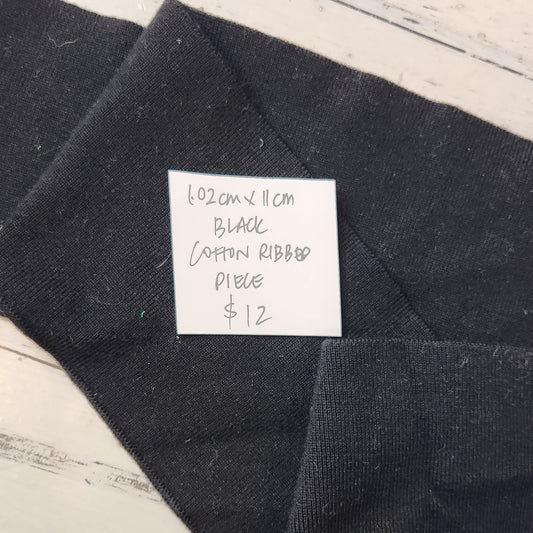 1.02cm x 11cm
BLACK
COTTON RIBBED
PIECE
$12